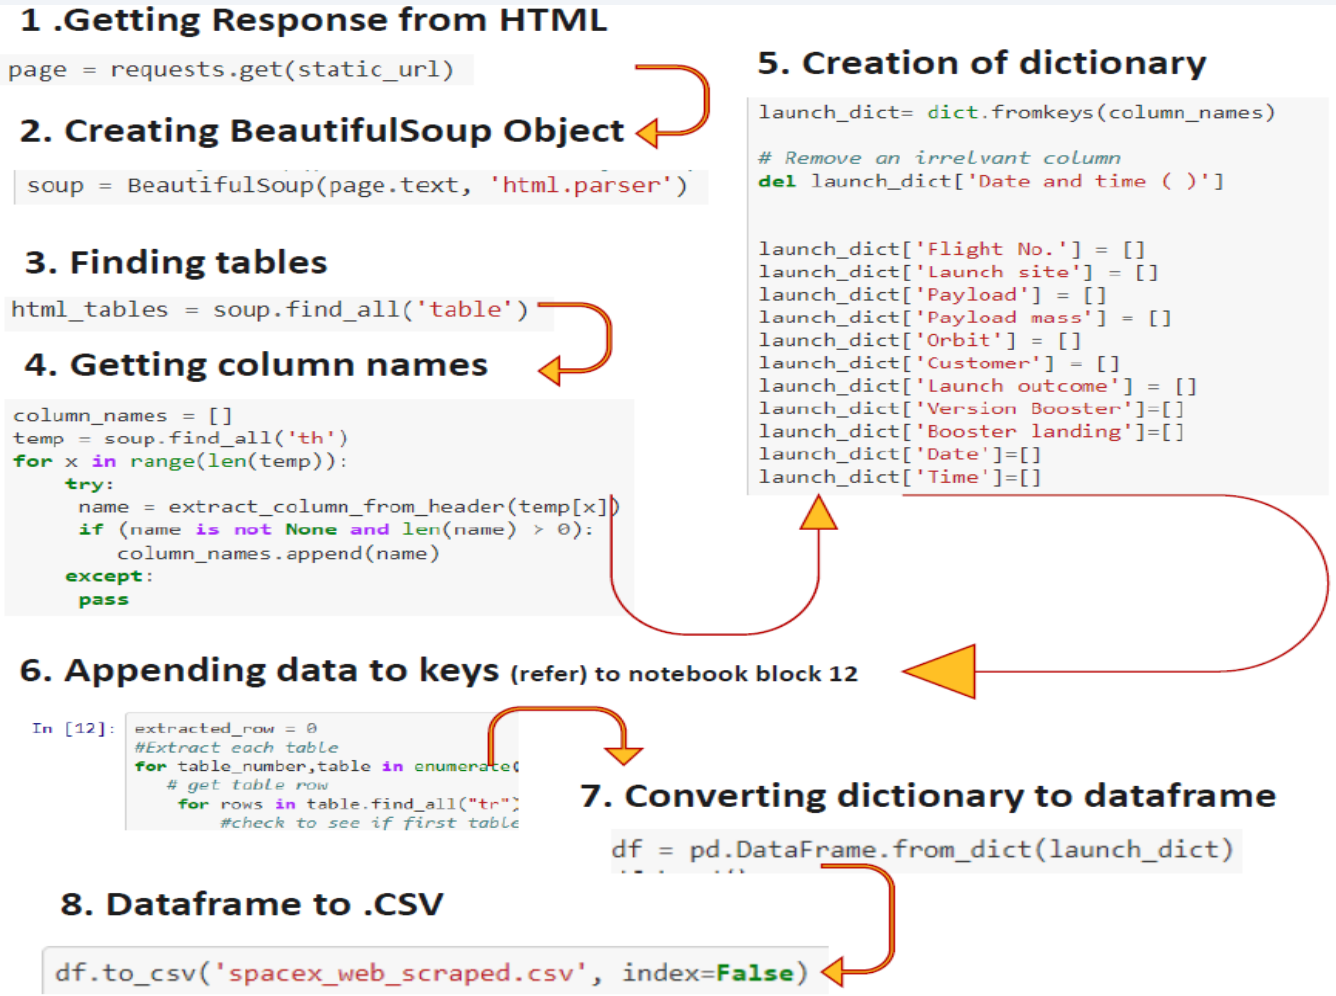 1 .Getting Response from HTML
page = requests.get(static_url)
2. Creating BeautifulSoup Object
soup = BeautifulSoup(page.text, 'html.parser')
3. Finding tables
html_tables = soup.find_all('table')
4. Getting column names
column_names = []
temp = soup.find_all('th')
for x in range(len(temp)):
try:
name = extract_column_from_header(temp[x])
if (name is not None and len(name) > 0):
column_names.append(name)
except:
pass
5. Creation of dictionary
launch_dict= dict.fromkeys(column_names)
# Remove an irrelvant column
del launch_dict['Date and time ( )']
launch_dict['Flight No.'] = []
launch_dict['Launch site'] = []
launch_dict['Payload'] = []
launch_dict['Payload mass'] = []
launch_dict['Orbit'] = []
launch_dict['Customer'] = []
launch_dict['Launch outcome'] = []
launch_dict['Version Booster']=[]
launch_dict['Booster landing']=[]
launch_dict['Date']=[]
launch_dict['Time']=[]
6. Appending data to keys (refer) to notebook block 12
In [12]:
extracted_row = 0
#Extract each table
for table_number,table in enumerate(
# get table row
for rows in table.find_all("tr")
#check to see if first table
7. Converting dictionary to dataframe
df = pd.DataFrame.from_dict(launch_dict)
8. Dataframe to .CSV
df.to_csv('spacex_web_scraped.csv', index=False)